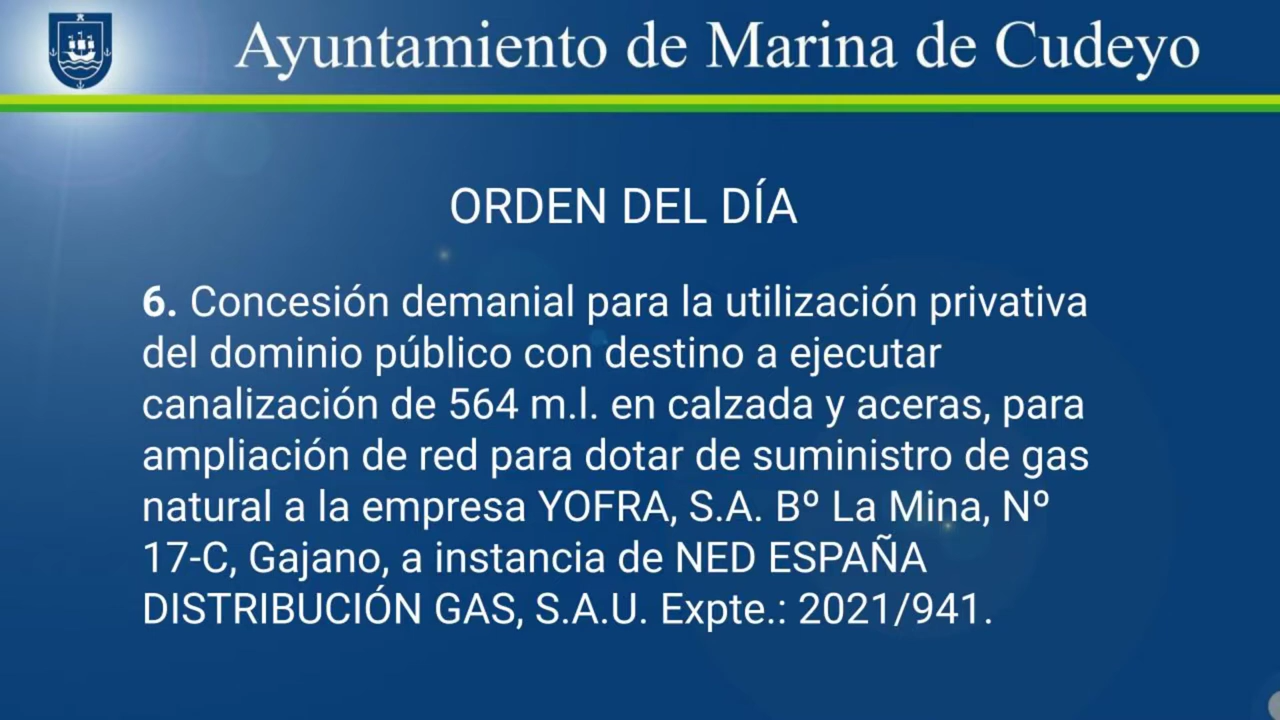 Ayuntamiento de Marina de Cudeyo
ORDEN DEL DÍA
6. Concesión demanial para la utilización privativa
del dominio público con destino a ejecutar
canalización de 564 m.l. en calzada y aceras, para
ampliación de red para dotar de suministro de gas
natural a la empresa YOFRA, S.A. Bº La Mina, Nº
17-C, Gajano, a instancia de NED ESPAÑA
DISTRIBUCIÓN GAS, S.A.U. Expte.: 2021/941.